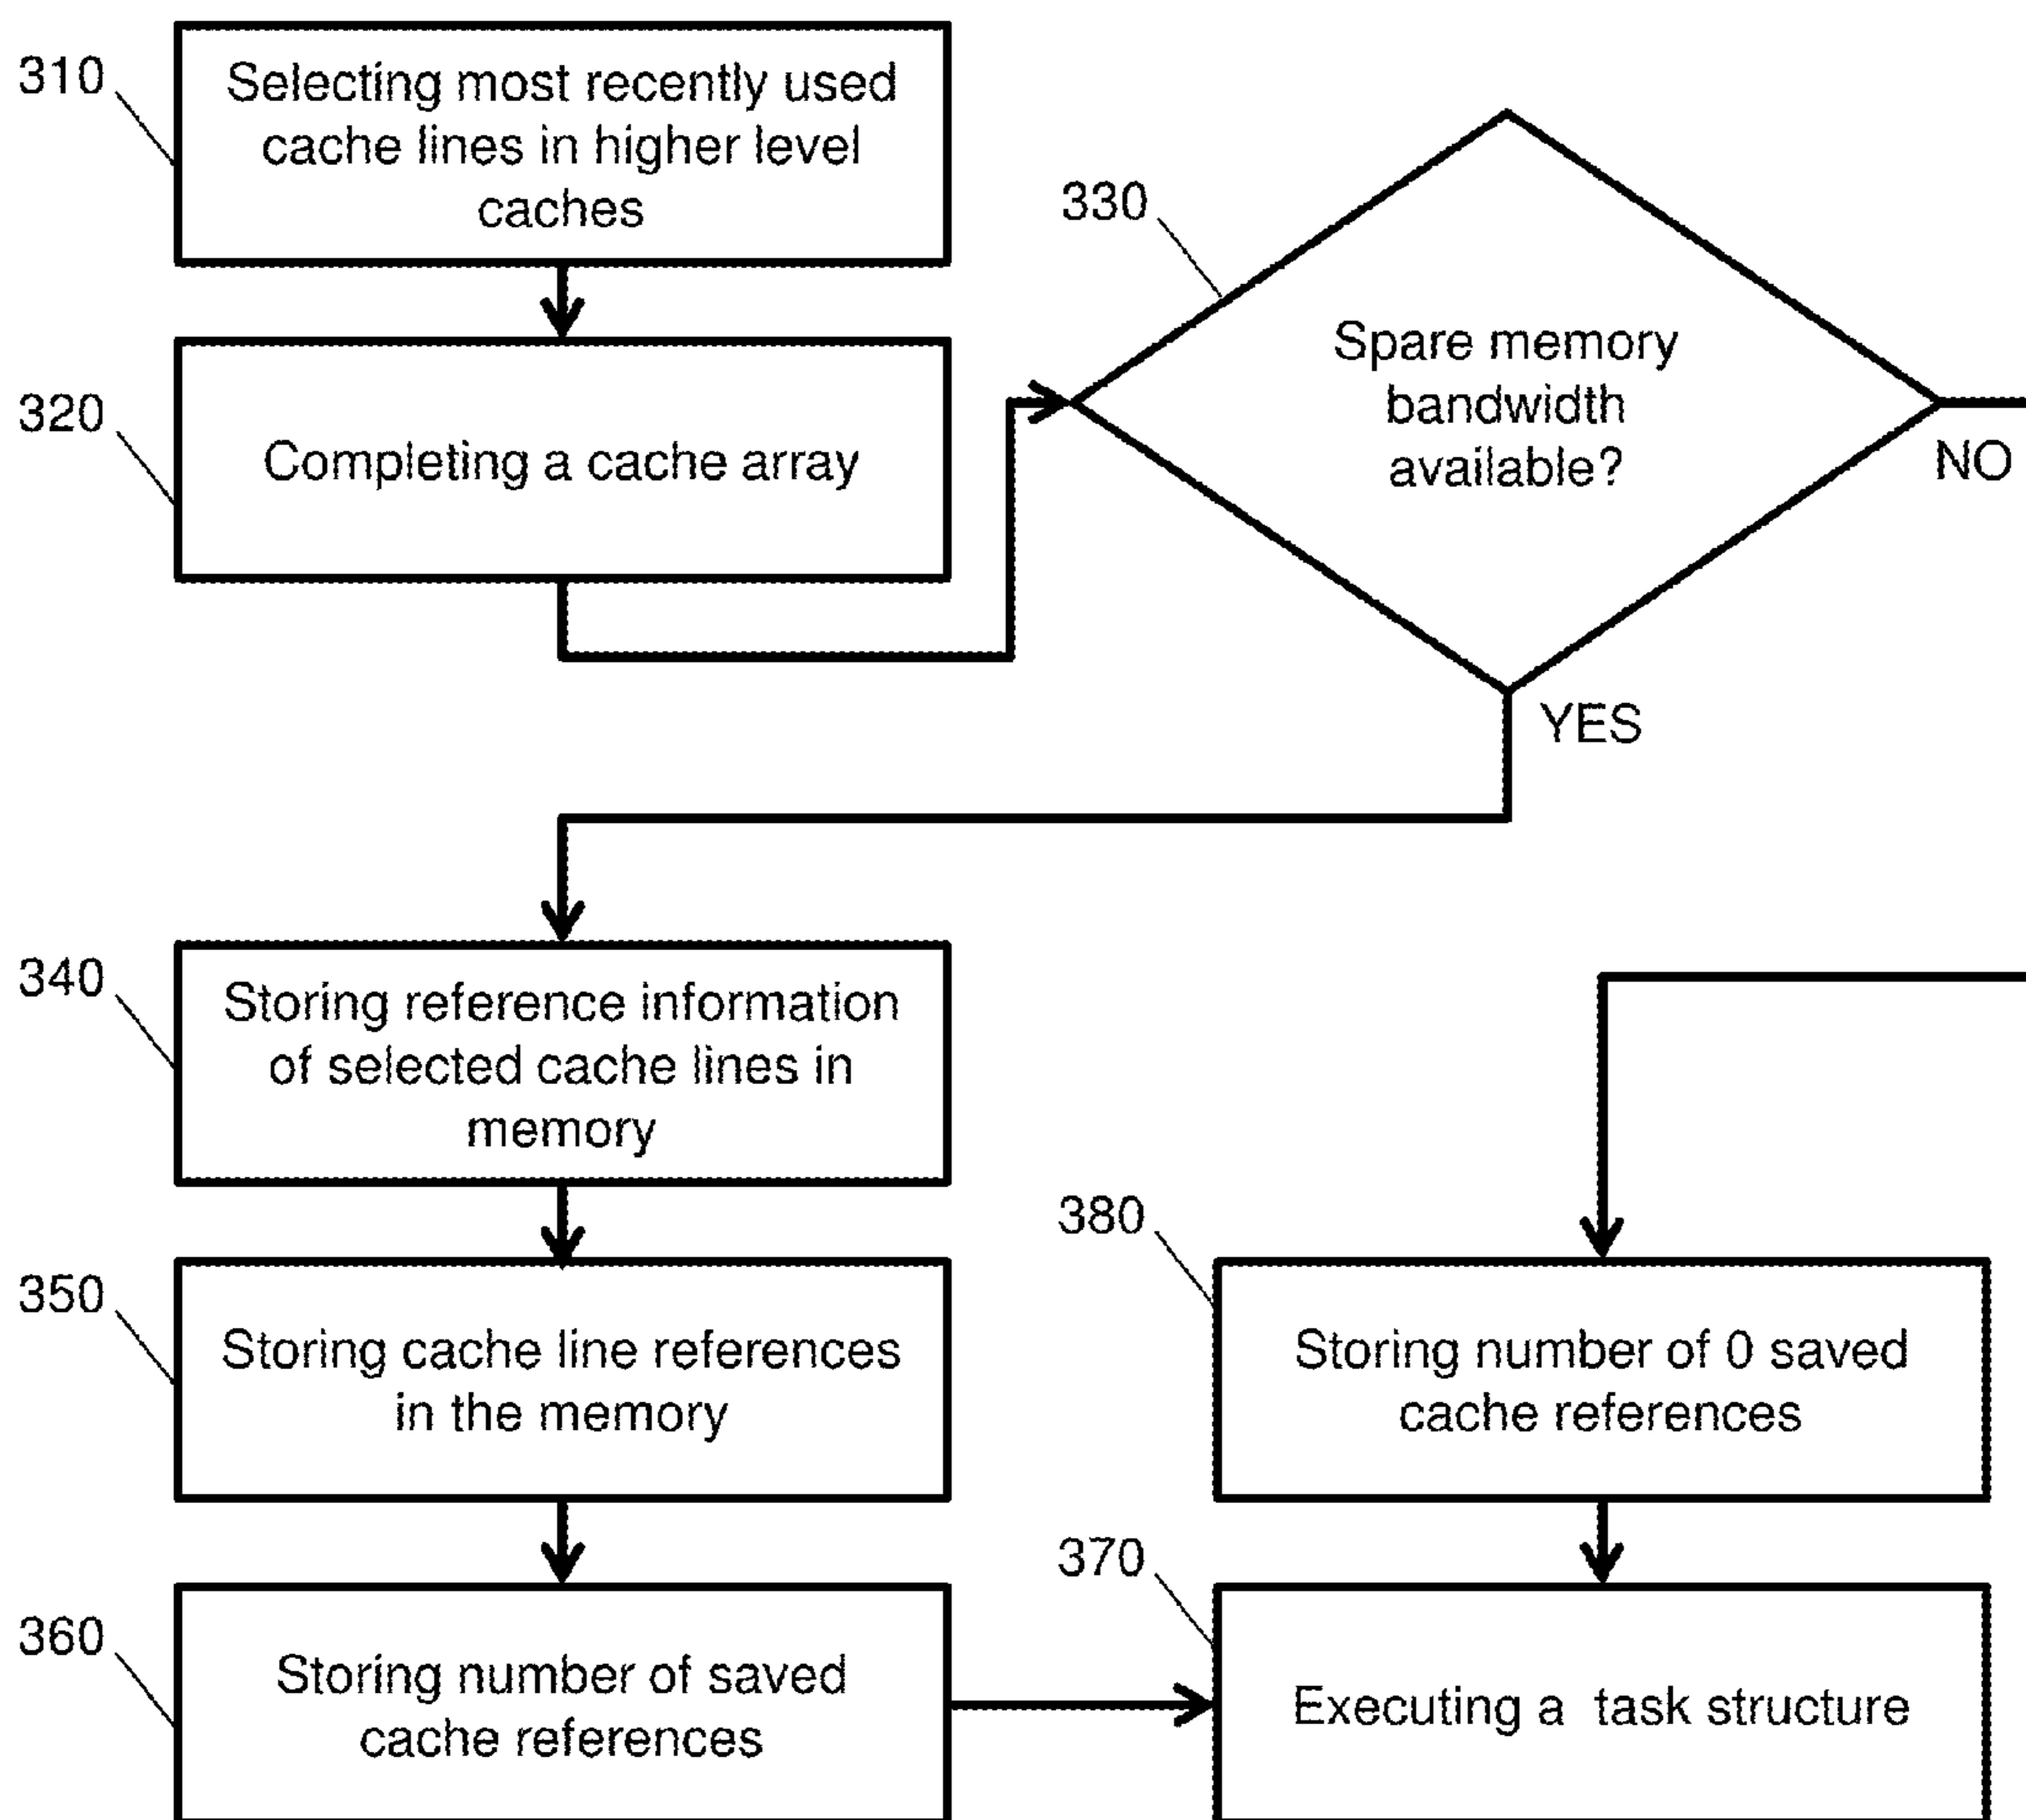 310
Selecting most recently used
cache lines in higher level
caches
320
Completing a cache array
330
Spare memory
bandwidth
available?
NO
YES
340
Storing reference information
of selected cache lines in
memory
350
Storing cache line references
in the memory
360
Storing number of saved
cache references
380
Storing number of 0 saved
cache references
370
Executing a task structure